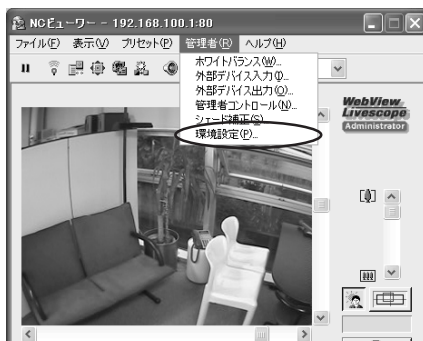 NCビューワー - 192.168.100.1:80
ファイル(F) 表示(V) プリセット(P) 管理者(R) ヘルプ(H)
ホワイトバランス(W)...
外部デバイス入力(I)...
外部デバイス出力(O)...
管理者コントロール(N)...
シェード補正(S)...
環境設定(P)...
WebView
Livescope
Administrator